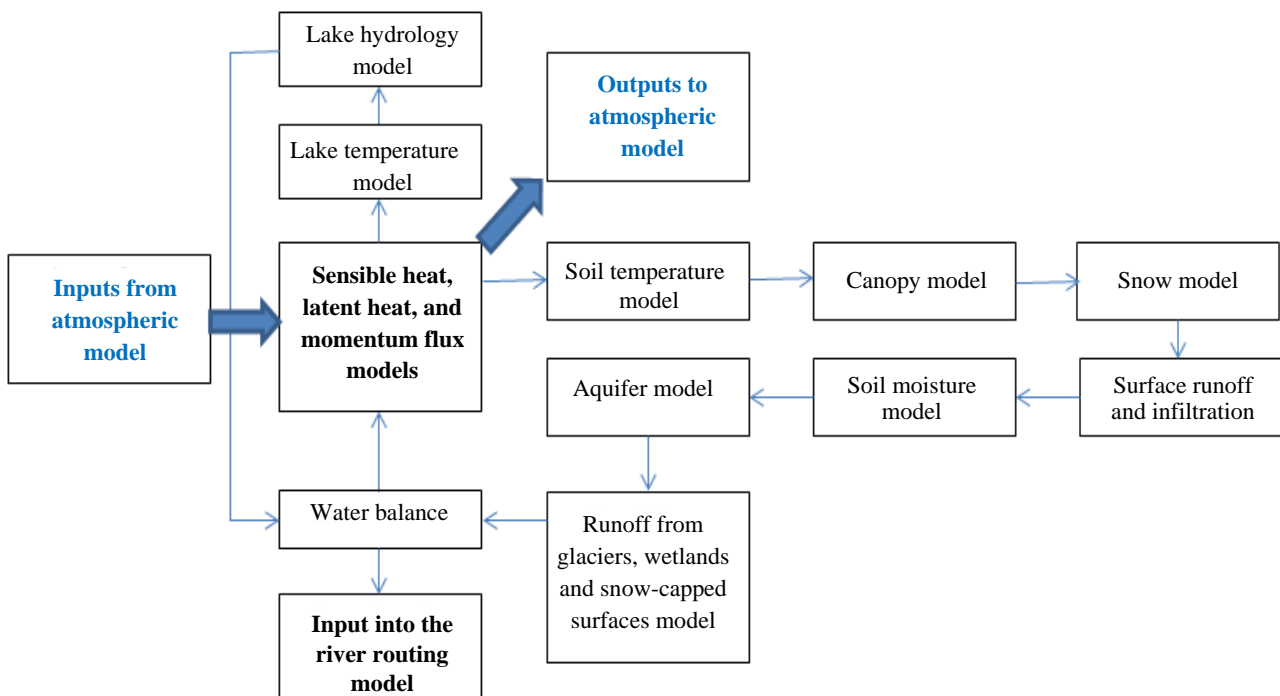 Lake hydrology
model
Outputs to
atmospheric
model
Lake temperature
model
Inputs from
atmospheric
model
Sensible heat,
latent heat, and
momentum flux
models
Soil temperature
model
Canopy model
Snow model
Aquifer model
Soil moisture
model
Surface runoff
and infiltration
Water balance
Runoff from
glaciers, wetlands
and snow-capped
surfaces model
Input into the
river routing
model